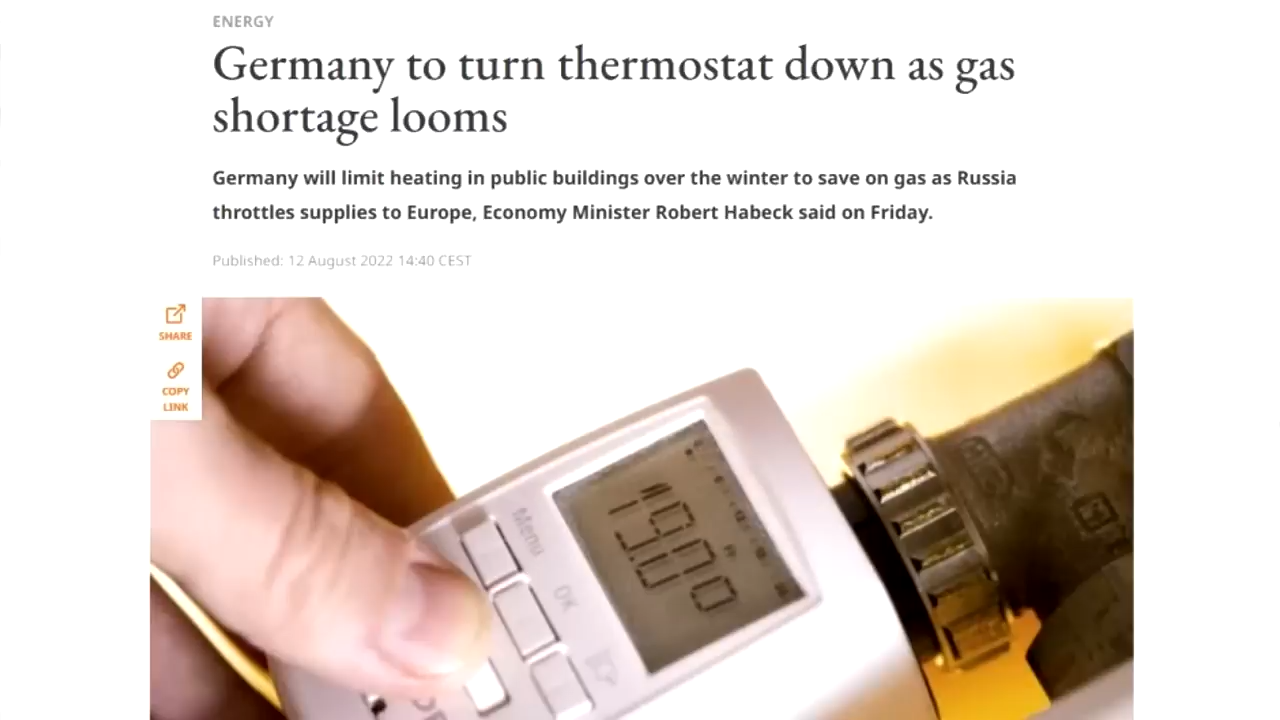 ENERGY
Germany to turn thermostat down as gas
shortage looms
Germany will limit heating in public buildings over the winter to save on gas as Russia
throttles supplies to Europe, Economy Minister Robert Habeck said on Friday.
Published: 12 August 2022 14:40 CEST
SHARE
COPY
LINK
Menu
OK
19.0°